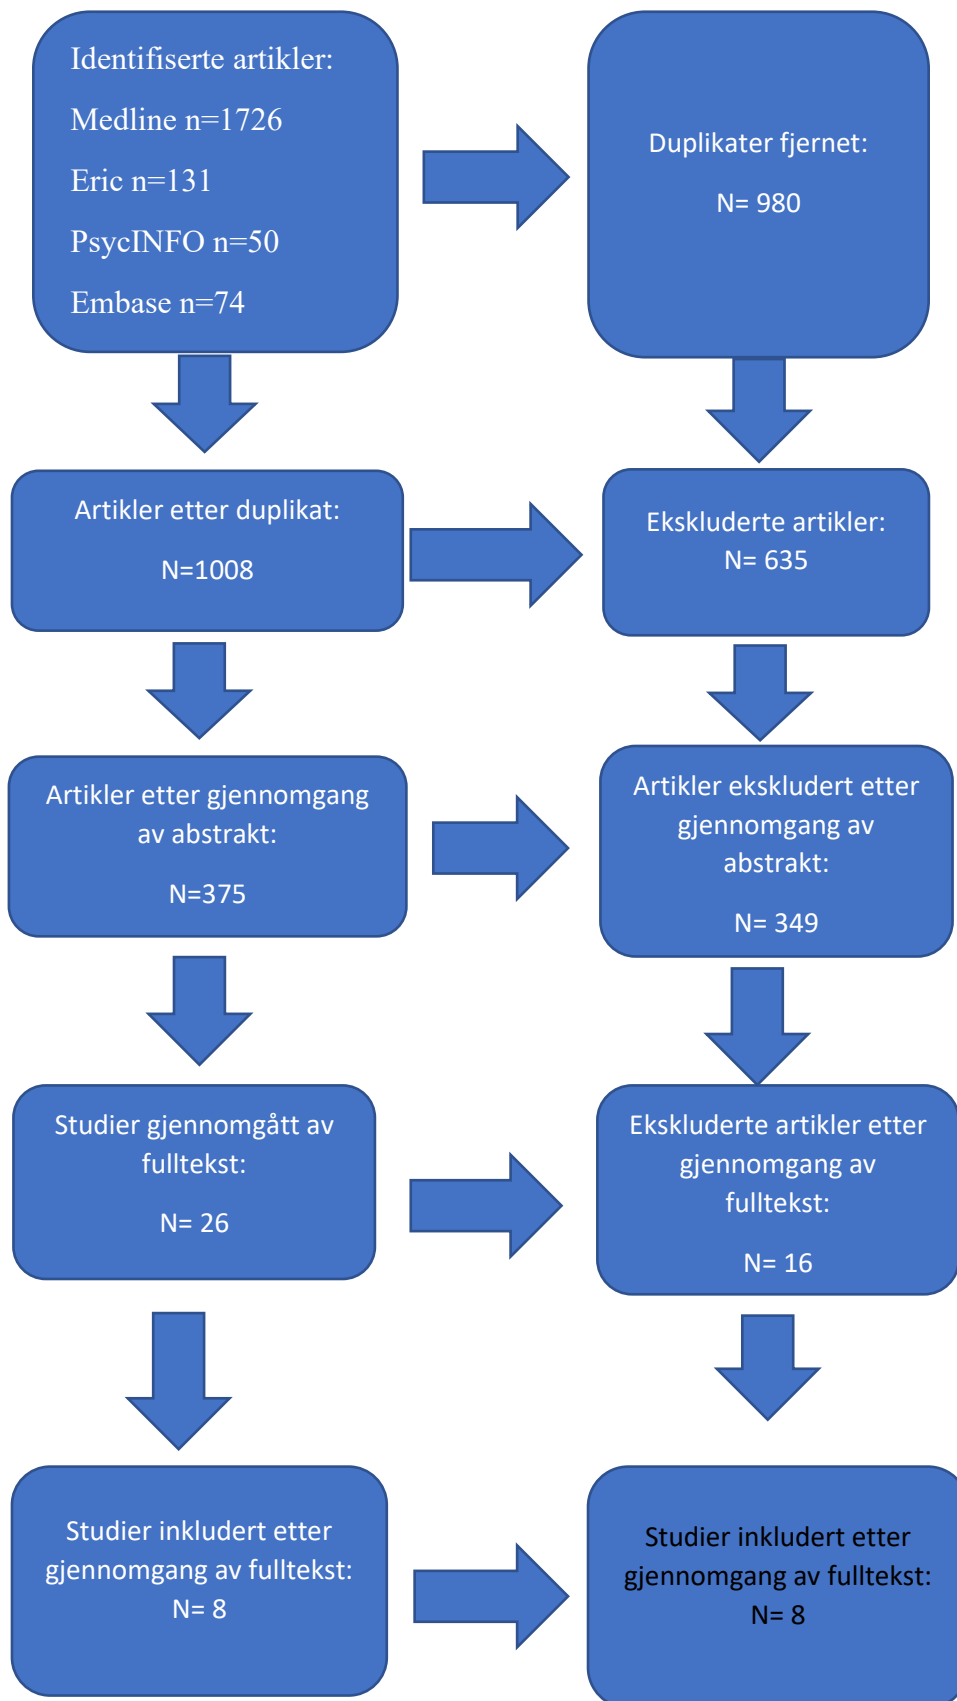 Identifiserte artikler:
Medline n=1726
Eric n=131
PsycINFO n=50
Embase n=74
Duplikater fjernet:
N= 980
Artikler etter duplikat:
N=1008
Ekskluderte artikler:
N= 635
Artikler etter gjennomgang
av abstrakt:
N=375
Artikler ekskludert etter
gjennomgang av
abstrakt:
N= 349
Studier gjennomgått av
fulltekst:
N= 26
Ekskluderte artikler etter
gjennomgang av
fulltekst:
N= 16
Studier inkludert etter
gjennomgang av fulltekst:
N= 8
Studier inkludert etter
gjennomgang av fulltekst:
N= 8